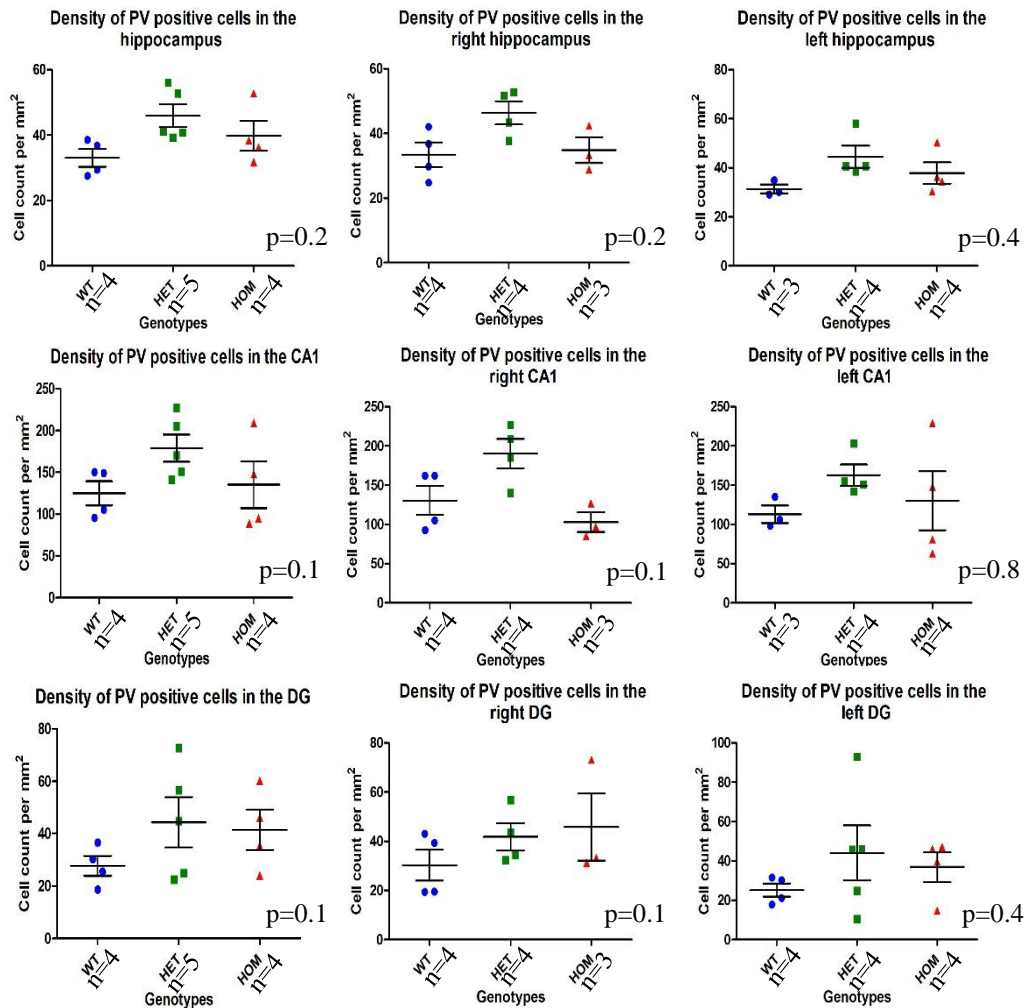 Density of PV positive cells in the
hippocampus
Cell count per mm²
60
40
20
0
p=0.2
WT
n=4
HET
n=5
HOM
n=4
Genotypes
Density of PV positive cells in the
right hippocampus
Cell count per mm²
60
40
20
0
p=0.2
WT
n=4
HET
n=4
HOM
n=3
Genotypes
Density of PV positive cells in the
left hippocampus
Cell count per mm²
80
60
40
20
0
p=0.4
WT
n=3
HET
n=4
HOM
n=4
Genotypes
Density of PV positive cells in the CA1
Cell count per mm²
250
200
150
100
50
0
p=0.1
WT
n=4
HET
n=5
HOM
n=4
Genotypes
Density of PV positive cells in the
right CA1
Cell count per mm²
250
200
150
100
50
0
p=0.1
WT
n=4
HET
n=4
HOM
n=3
Genotypes
Density of PV positive cells in the
left CA1
Cell count per mm²
250
200
150
100
50
0
p=0.8
WT
n=3
HET
n=4
HOM
n=4
Genotypes
Density of PV positive cells in the DG
Cell count per mm²
80
60
40
20
0
p=0.1
WT
n=4
HET
n=5
HOM
n=4
Genotypes
Density of PV positive cells in the
right DG
Cell count per mm²
80
60
40
20
0
p=0.1
WT
n=4
HET
n=4
HOM
n=3
Genotypes
Density of PV positive cells in the
left DG
Cell count per mm²
100
80
60
40
20
0
p=0.4
WT
n=4
HET
n=5
HOM
n=4
Genotypes